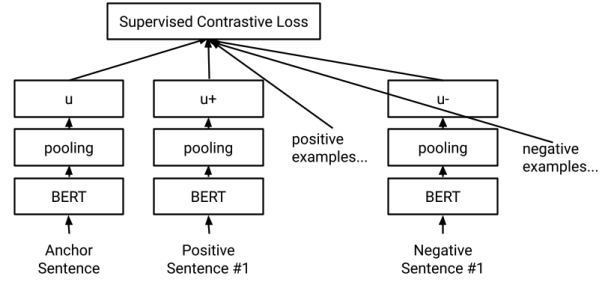 Supervised Contrastive Loss
u
u+
u-
pooling
pooling
pooling
positive
examples...
negative
examples...
BERT
BERT
BERT
Anchor
Sentence
Positive
Sentence #1
Negative
Sentence #1